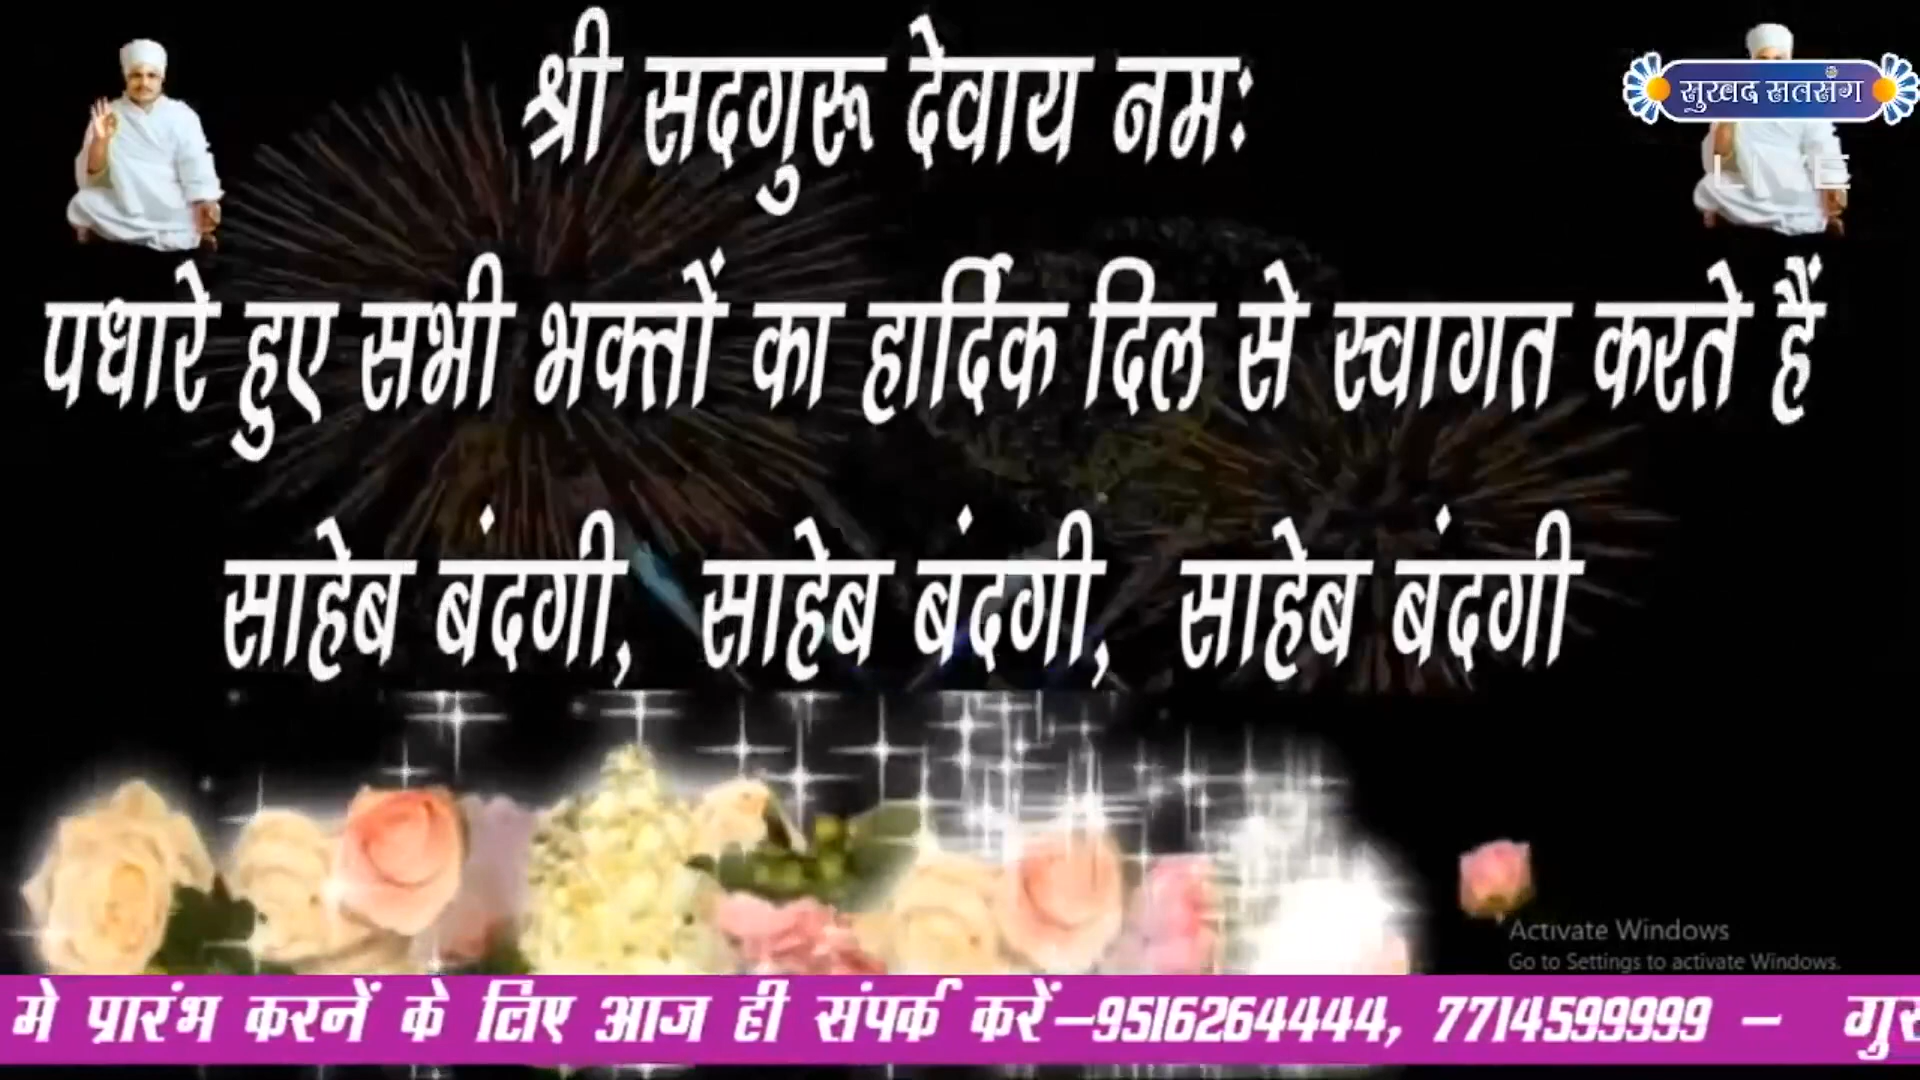 श्री सदगुरू देवाय नमः
सुखद सतसंग
LIVE
पधारे हुए सभी भक्तों का हार्दिक दिल से स्वागत करते हैं
साहेब बंदगी, साहेब बंदगी, साहेब बंदगी
Activate Windows
Go to Settings to activate Windows.
मे प्रारंभ करनें के लिए आज ही संपर्क करें-9516264444, 7714599999 -